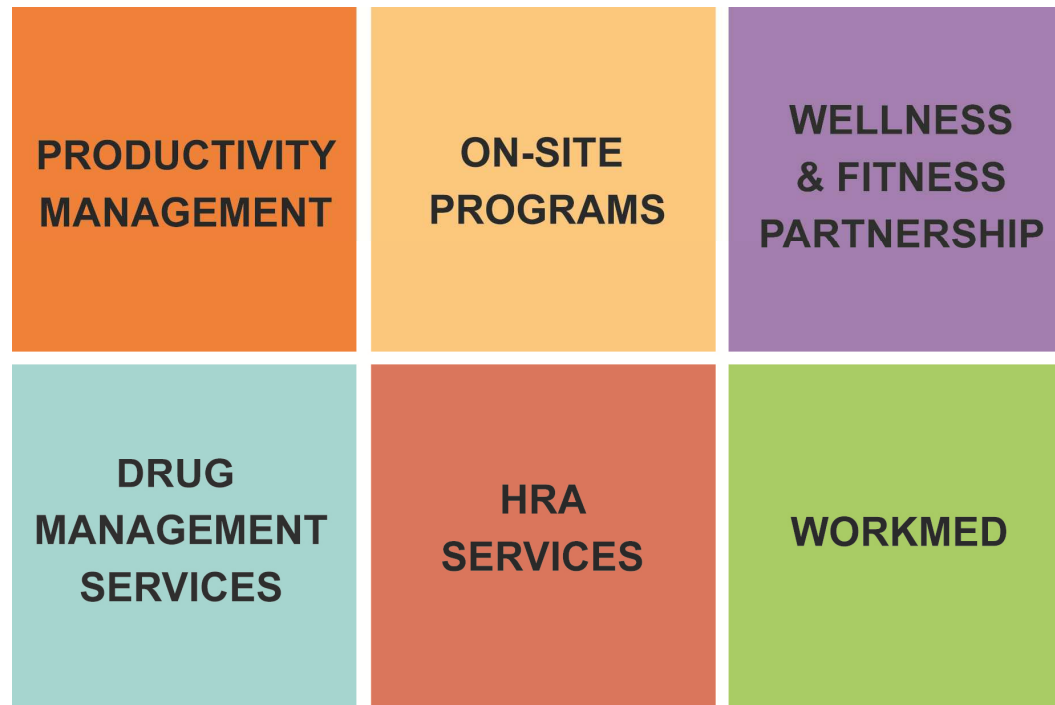 PRODUCTIVITY
MANAGEMENT
ON-SITE
PROGRAMS
WELLNESS
& FITNESS
PARTNERSHIP
DRUG
MANAGEMENT
SERVICES
HRA
SERVICES
WORKMED